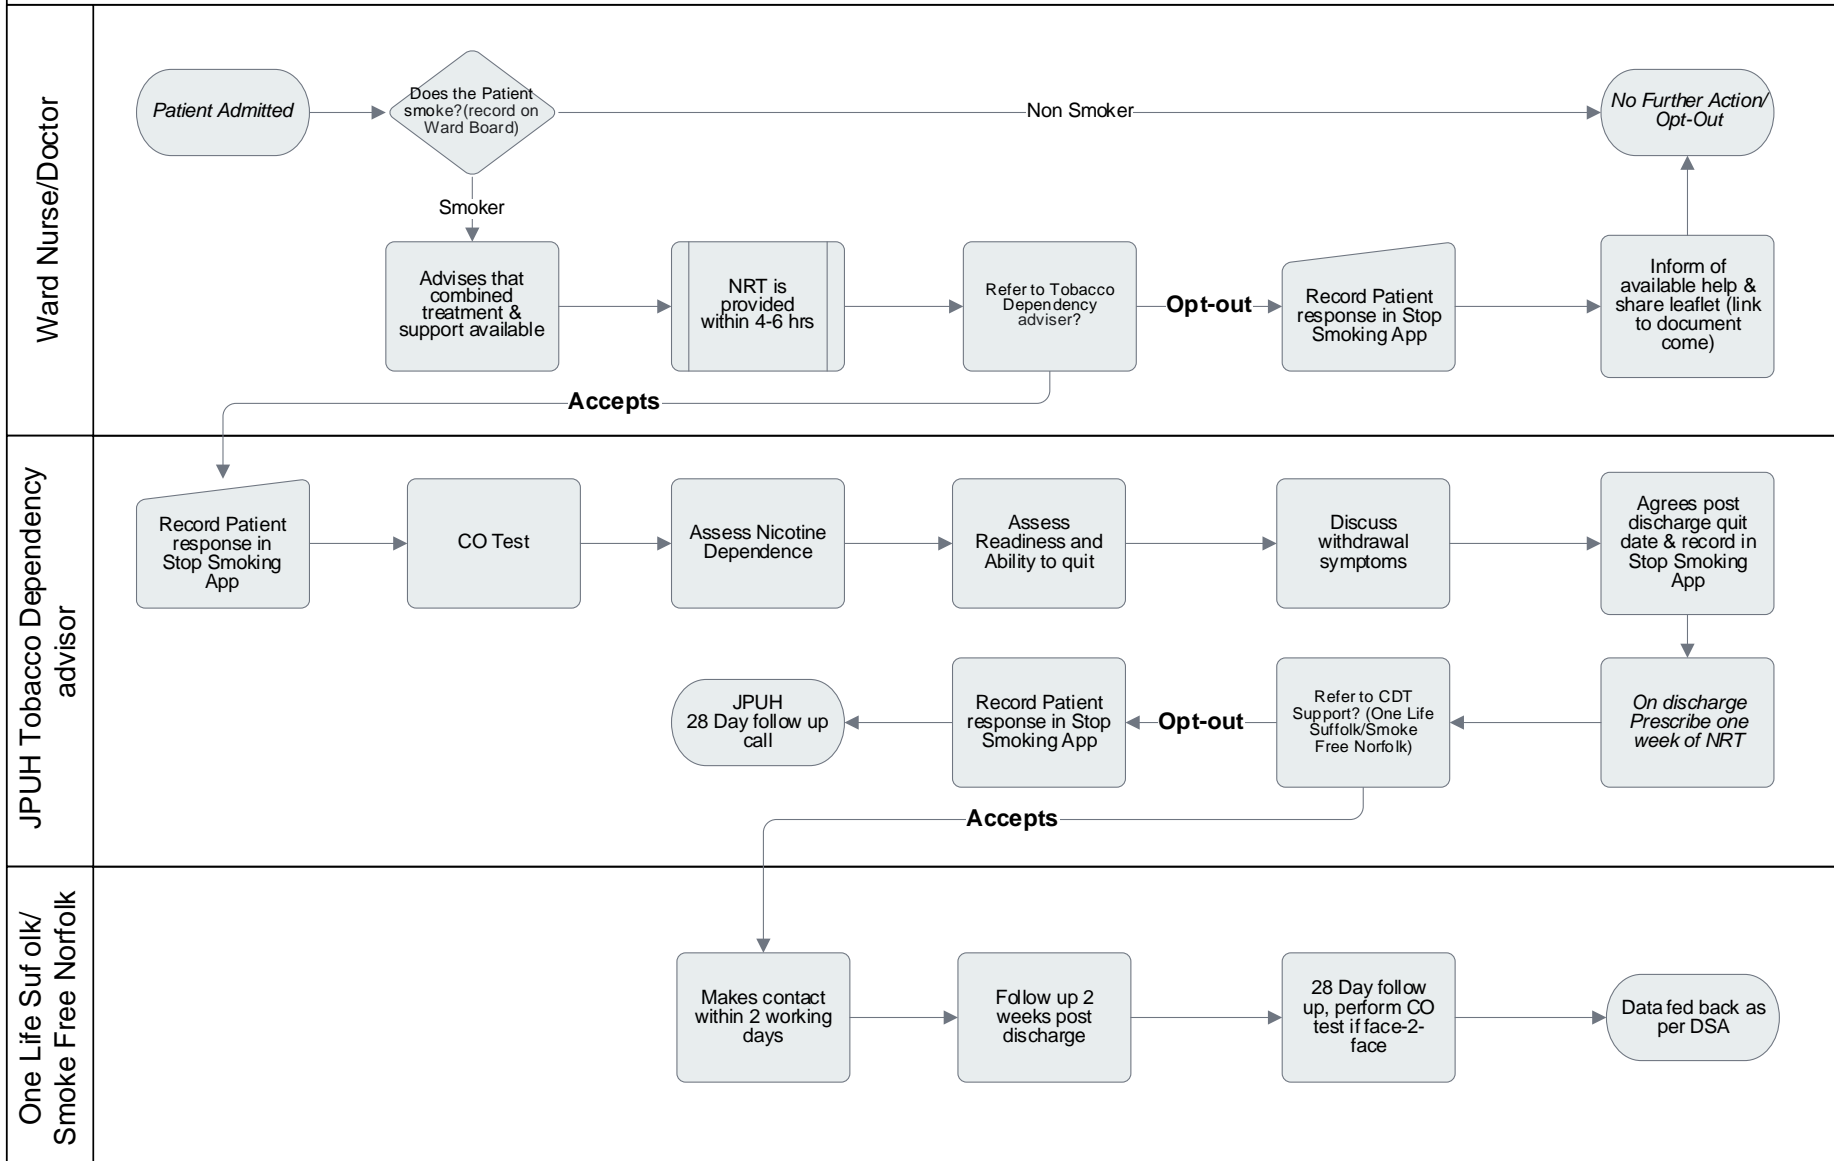 Ward Nurse/Doctor
Patient Admitted
Does the Patient
smoke?(record on
Ward Board)
Non Smoker
No Further Action/
Opt-Out
Smoker
Advises that
combined
treatment &
support available
NRT is
provided
within 4-6 hrs
Refer to Tobacco
Dependency
adviser?
Opt-out
Record Patient
response in Stop
Smoking App
Inform of
available help &
share leaflet (link
to document
come)
Accepts
JPUH Tobacco Dependency
advisor
Record Patient
response in
Stop Smoking
App
CO Test
Assess Nicotine
Dependence
Assess
Readiness and
Ability to quit
Discuss
withdrawal
symptoms
Agrees post
discharge quit
date & record in
Stop Smoking
App
On discharge
Prescribe one
week of NRT
Refer to CDT
Support? (One Life
Suffolk/Smoke
Free Norfolk)
Opt-out
Record Patient
response in Stop
Smoking App
JPUH
28 Day follow up
call
Accepts
One Life Suf olk/
Smoke Free Norfolk
Makes contact
within 2 working
days
Follow up 2
weeks post
discharge
28 Day follow
up, perform CO
test if face-2-
face
Data fed back as
per DSA